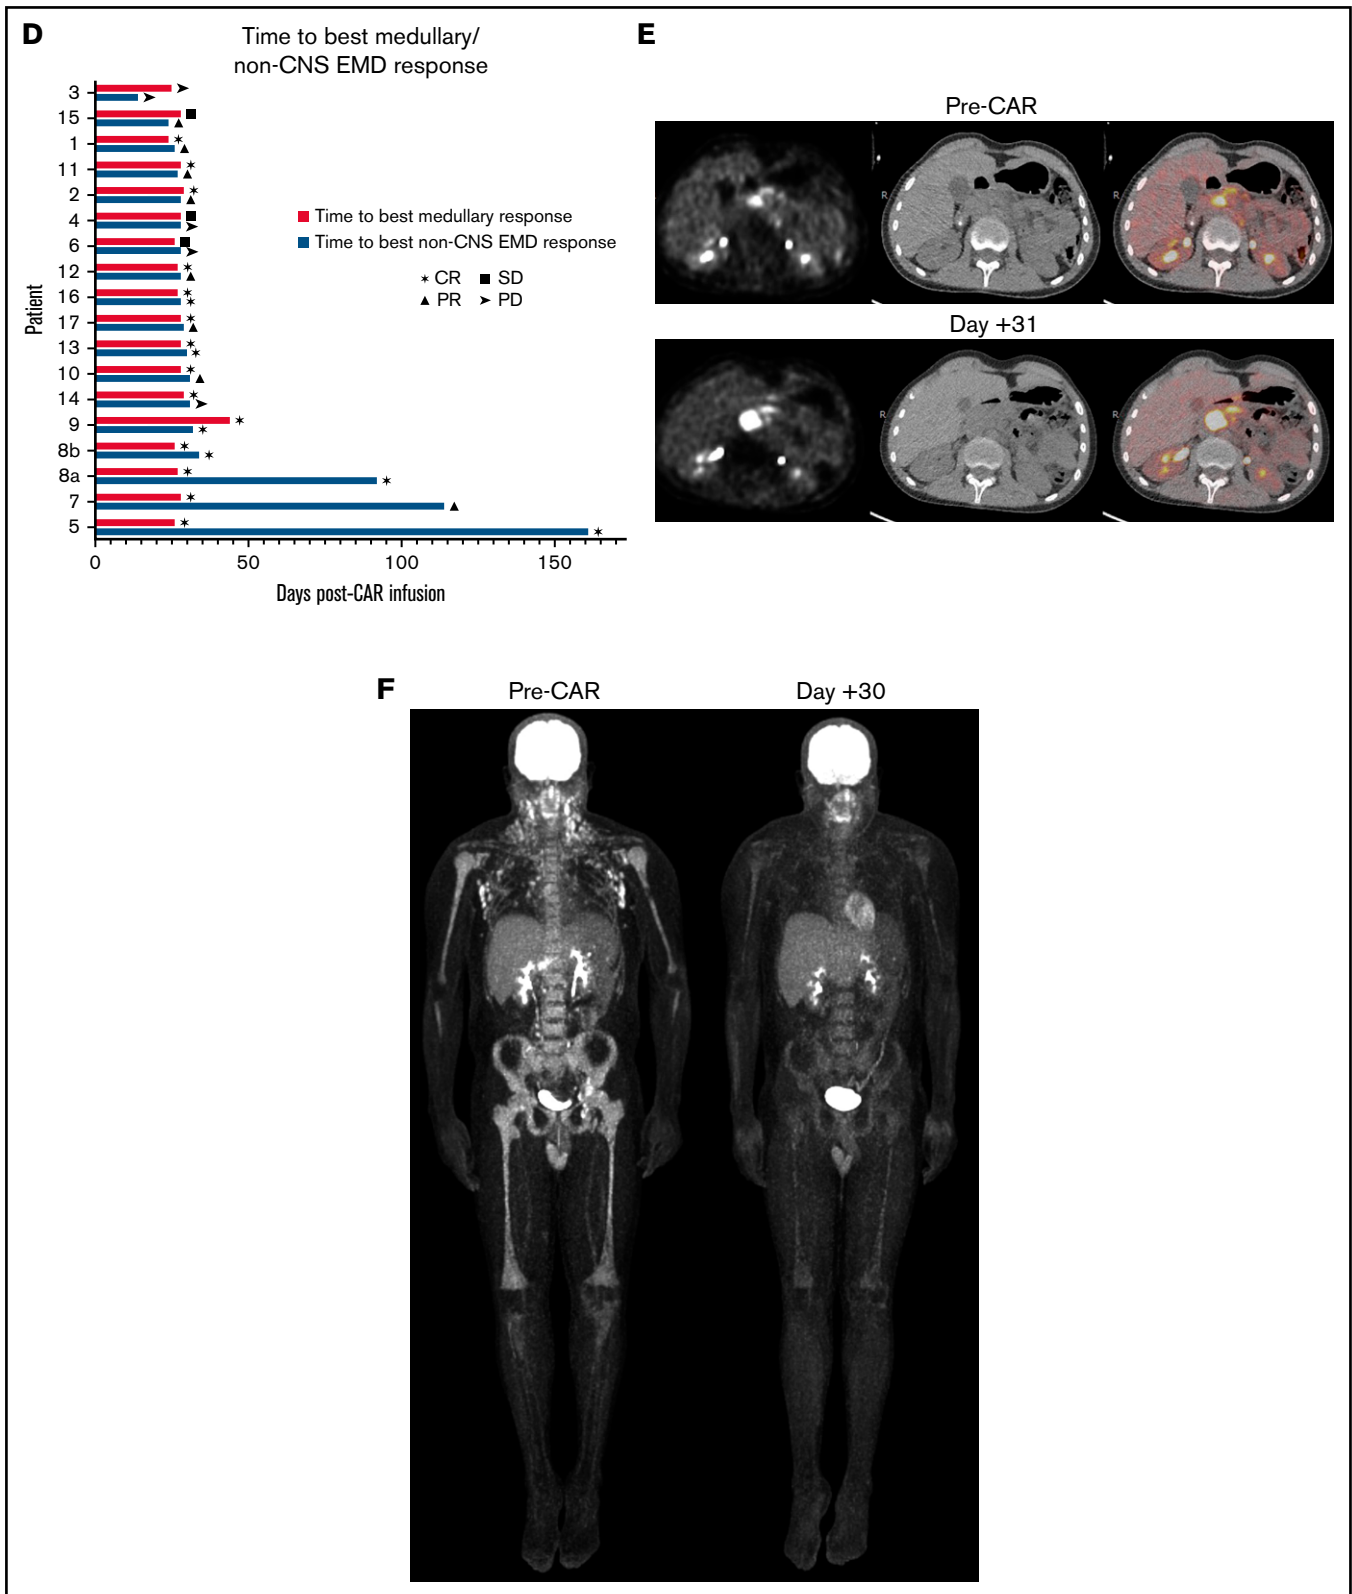 D
Time to best medullary/
non-CNS EMD response
3
15
1
11
2
4
6
12
16
17
13
10
14
9
8b
8a
7
5
Patient
Time to best medullary response
Time to best non-CNS EMD response
CR SD
PR PD
0 50 100 150
Days post-CAR infusion
E
Pre-CAR
R
Day +31
R
F
Pre-CAR Day +30